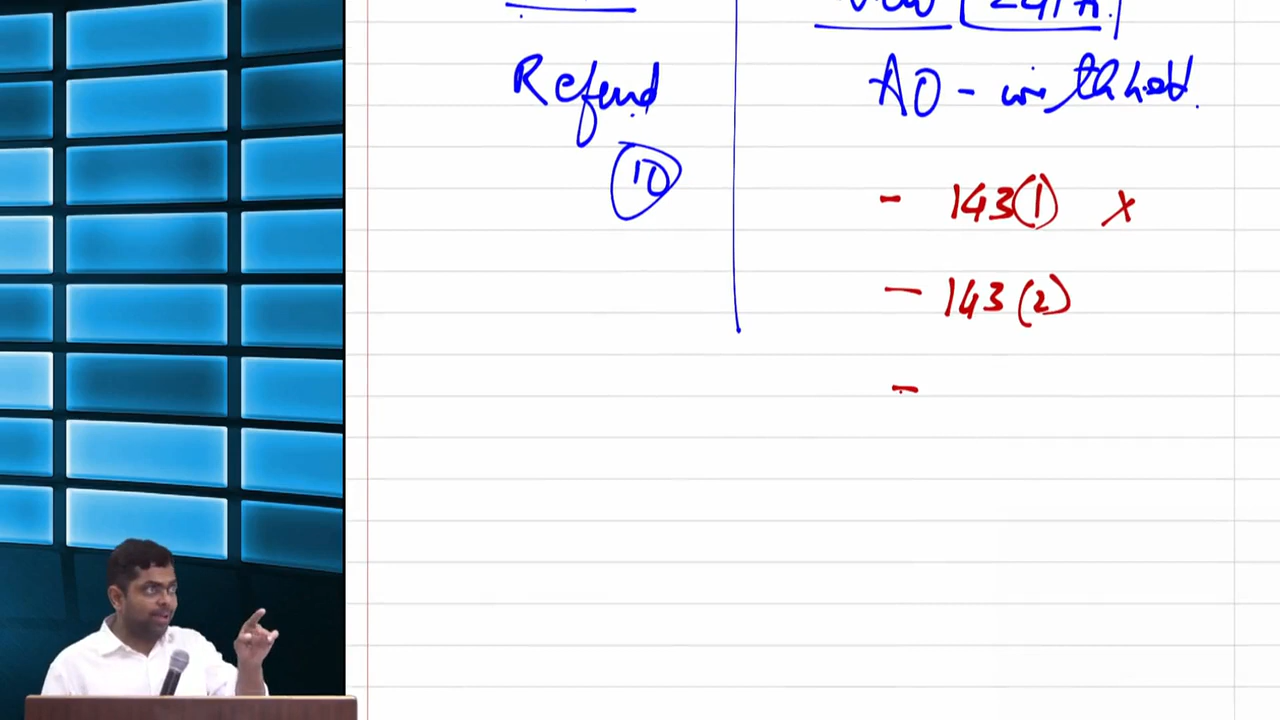 Refund
10
AO - withhold.
- 143(1) x
- 143(2)
-